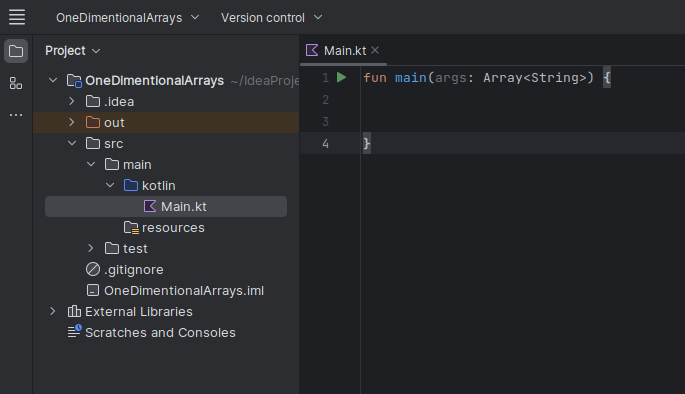 OneDimentionalArrays Version control
Project
OneDImentionalArrays ~/IdeaProje
.idea
out
src
main
kotlin
Main.kt
resources
test
.gitignore
OneDimentionalArrays.iml
External Libraries
Scratches and Consoles
Main.kt
1 fun main(args: Array<String>) {
2
3
4 }